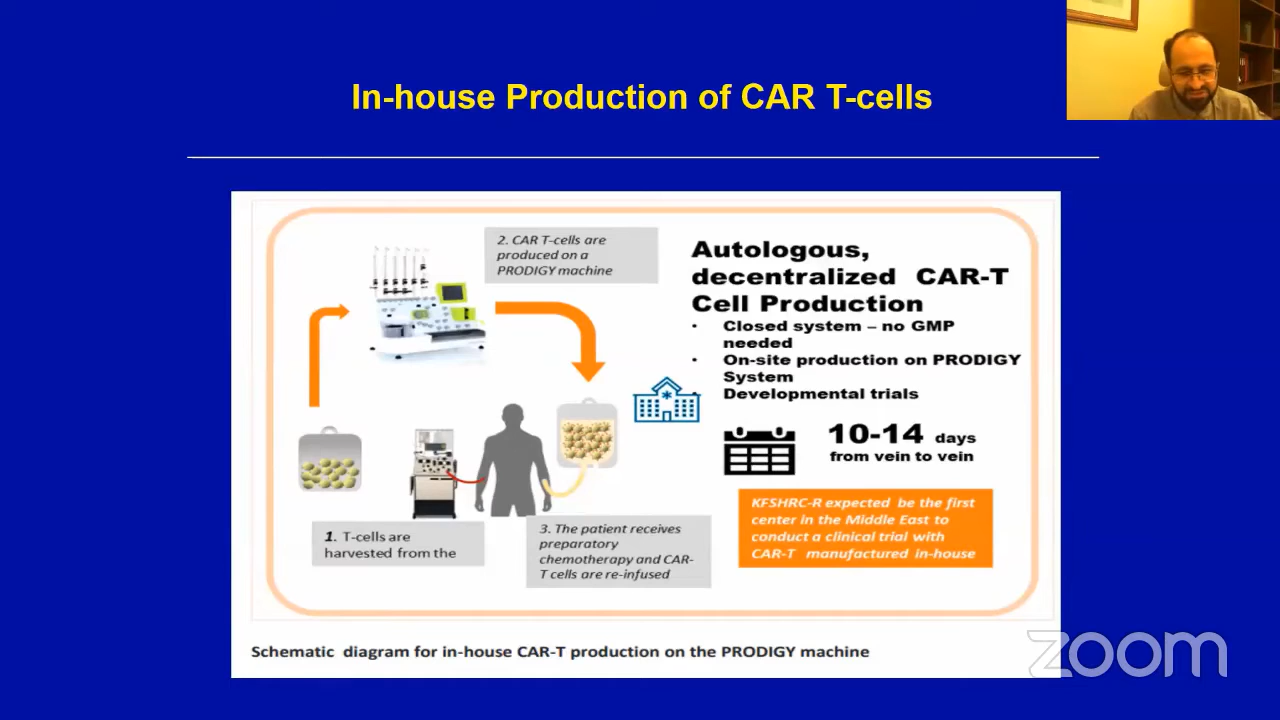 In-house Production of CAR T-cells
2. CAR T-cells are
produced on a
PRODIGY machine
Autologous,
decentralized CAR-T
Cell Production
• Closed system – no GMP
needed
• On-site production on PRODIGY
System
• Developmental trials
10-14 days
from vein to vein
1. T-cells are
harvested from the
3. The patient receives
preparatory
chemotherapy and CAR-
T cells are re-infused
KFSHRC-R expected be the first
center in the Middle East to
conduct a clinical trial with
CAR-T manufactured in-house
Schematic diagram for in-house CAR-T production on the PRODIGY machine
zoom